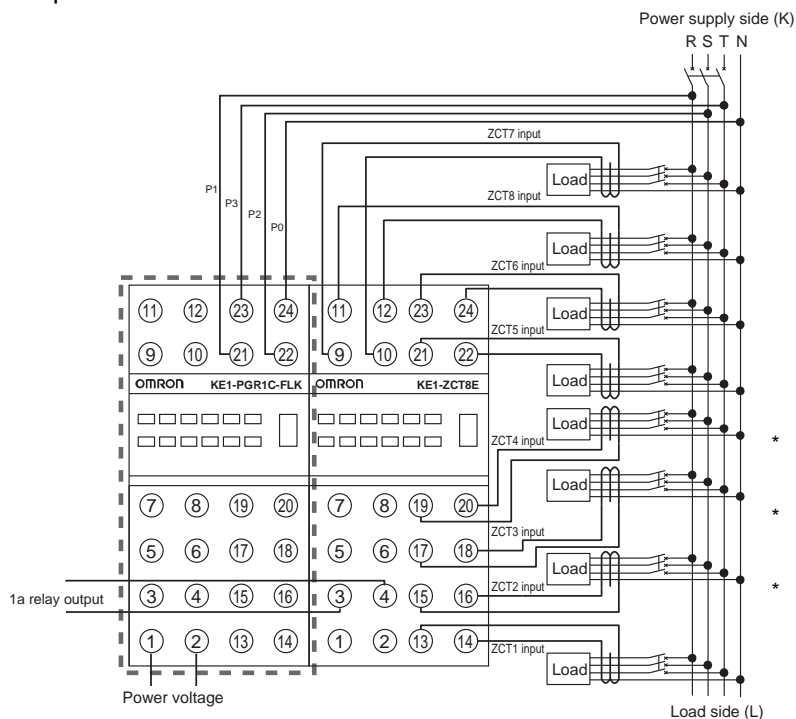 Power supply side (K)
R S T N
ZCT7 input
Load
P1
P3
P2
P0
ZCT8 input
Load
ZCT6 input
Load
ZCT5 input
Load
11 12 23 24 11 12 23 24
9 10 21 22 9 10 21 22
OMRON KE1-PGR1C-FLK OMRON KE1-ZCT8E
Load
*
ZCT4 input
Load
*
7 8 19 20 7 8 19 20
ZCT3 input
5 6 17 18 5 6 17 18
Load
*
ZCT2 input
1a relay output
3 4 15 16 3 4 15 16
1 2 13 14 1 2 13 14
ZCT1 input
Load
Power voltage
Load side (L)